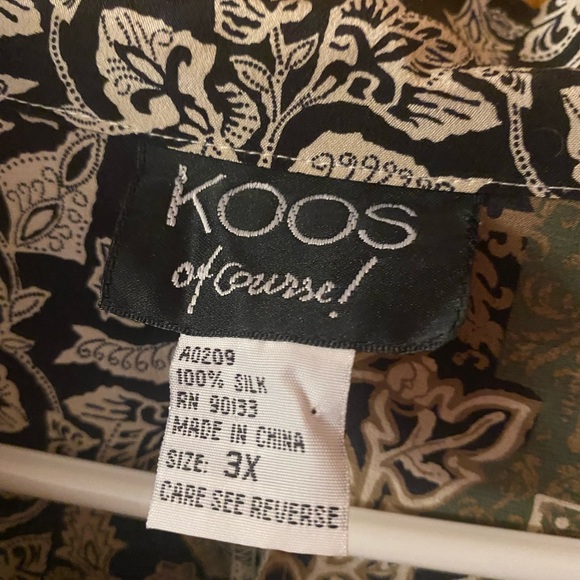 KOOS
of course!
A0209
100% SILK
RN 90133
MADE IN CHINA
SIZE: 3X
CARE SEE REVERSE